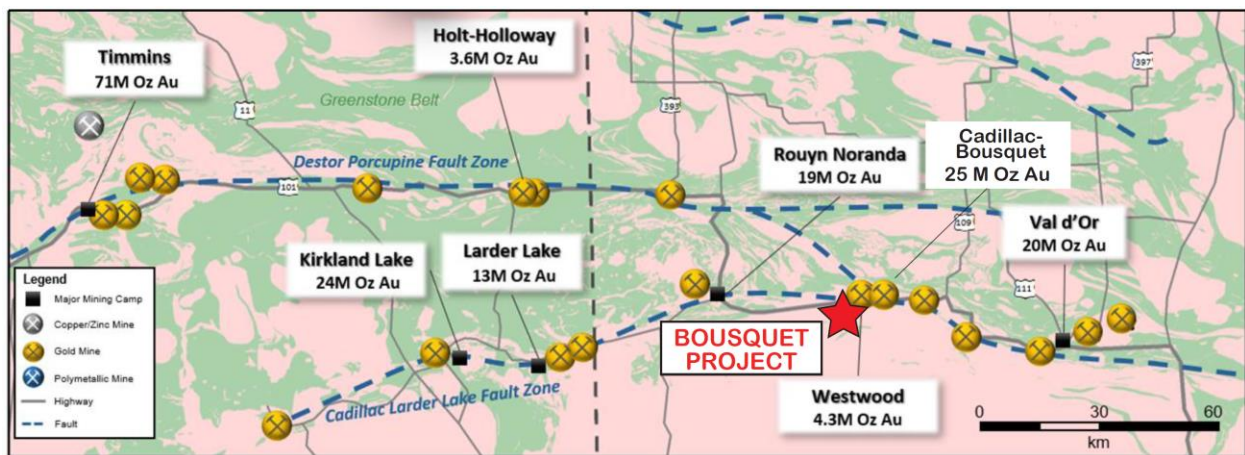 Timmins
71M Oz Au
Holt-Holloway
3.6M Oz Au
397
11
393
Greenstone Belt
Destor Porcupine Fault Zone
101
Rouyn Noranda
19M Oz Au
Cadillac-
Bousquet
25 M Oz Au
109
Val d'Or
20M Oz Au
111
Kirkland Lake
24M Oz Au
Larder Lake
13M Oz Au
Legend
Major Mining Camp
Copper/Zinc Mine
Gold Mine
Polymetallic Mine
Highway
Fault
BOUSQUET
PROJECT
Cadillac Larder Lake Fault Zone
Westwood
4.3M Oz Au
0 30 60
km